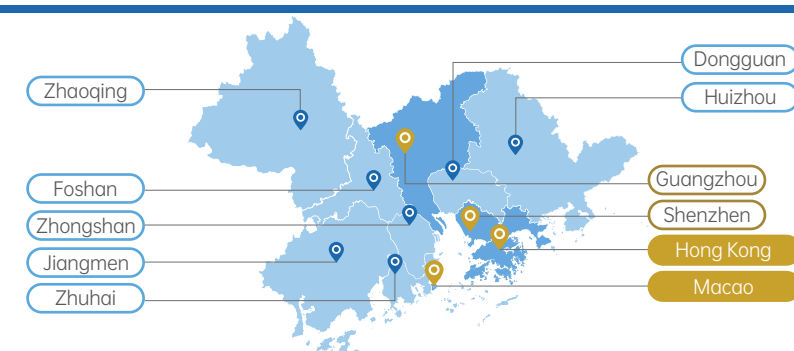 Zhaoqing
Foshan
Zhongshan
Jiangmen
Zhuhai
Dongguan
Huizhou
Guangzhou
Shenzhen
Hong Kong
Macao